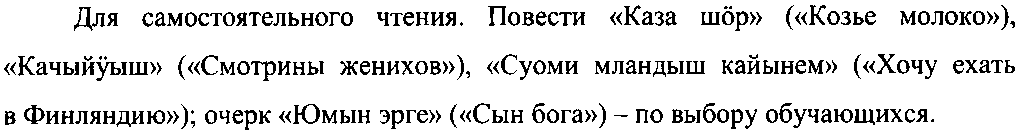 Для самостоятельного чтения. Повести «Каза шӧр» («Козье молоко»),
«Качыйӱыш» («Смотрины женихов»), «Суоми мландыш кайынем» («Хочу ехать
в Финляндию»); очерк «Юмын эрге» («Сын бога») – по выбору обучающихся.